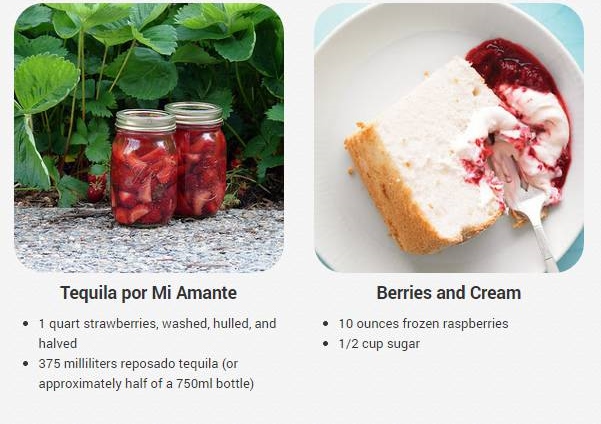 Tequila por Mi Amante
1 quart strawberries, washed, hulled, and
halved
375 milliliters reposado tequila (or
approximately half of a 750ml bottle)
Berries and Cream
10 ounces frozen raspberries
1/2 cup sugar